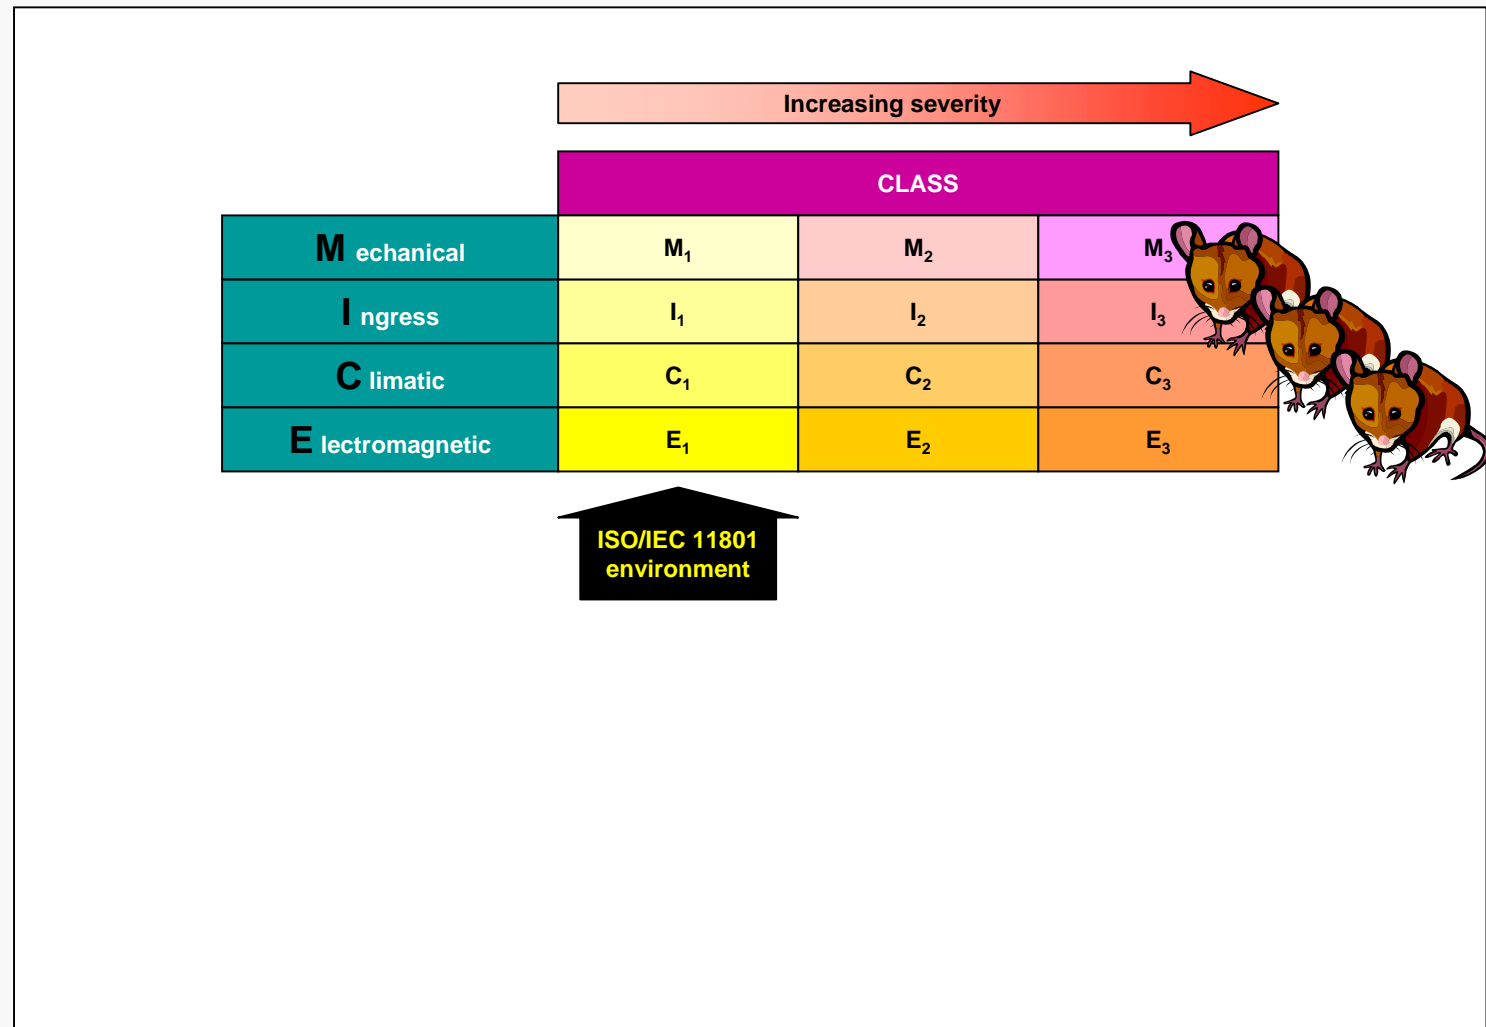 Increasing severity
CLASS
M echanical M₁ M₂ M₃
I ngress I₁ I₂ I₃
C limatic C₁ C₂ C₃
E lectromagnetic E₁ E₂ E₃
ISO/IEC 11801
environment